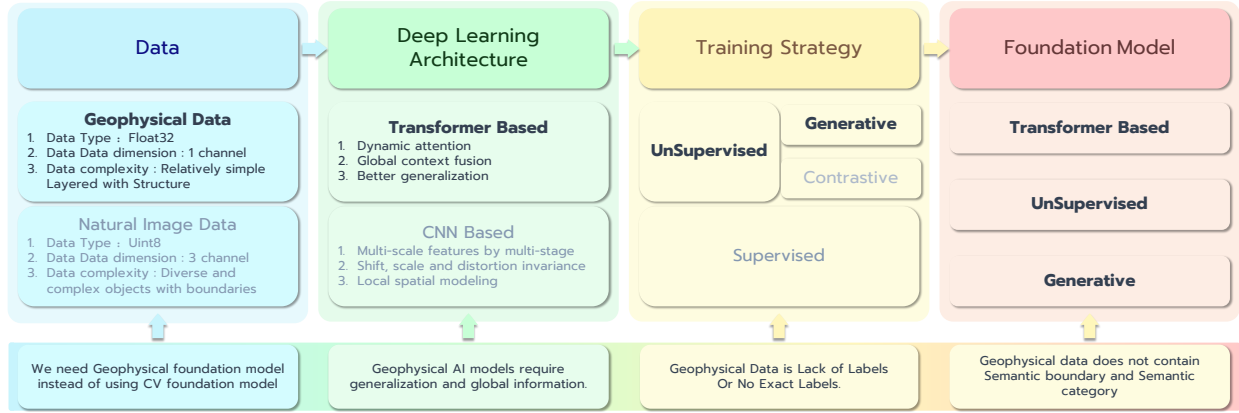 Data
Geophysical Data
1. Data Type : Float32
2. Data Data dimension : 1 channel
3. Data complexity : Relatively simple
Layered with Structure
Natural Image Data
1. Data Type : Uint8
2. Data Data dimension : 3 channel
3. Data complexity : Diverse and
complex objects with boundaries
We need Geophysical foundation model
instead of using CV foundation model
Deep Learning
Architecture
Transformer Based
1. Dynamic attention
2. Global context fusion
3. Better generalization
CNN Based
1. Multi-scale features by multi-stage
2. Shift, scale and distortion invariance
3. Local spatial modeling
Geophysical AI models require
generalization and global information.
Training Strategy
UnSupervised
Generative
Contrastive
Supervised
Geophysical Data is Lack of Labels
Or No Exact Labels.
Foundation Model
Transformer Based
UnSupervised
Generative
Geophysical data does not contain
Semantic boundary and Semantic
category